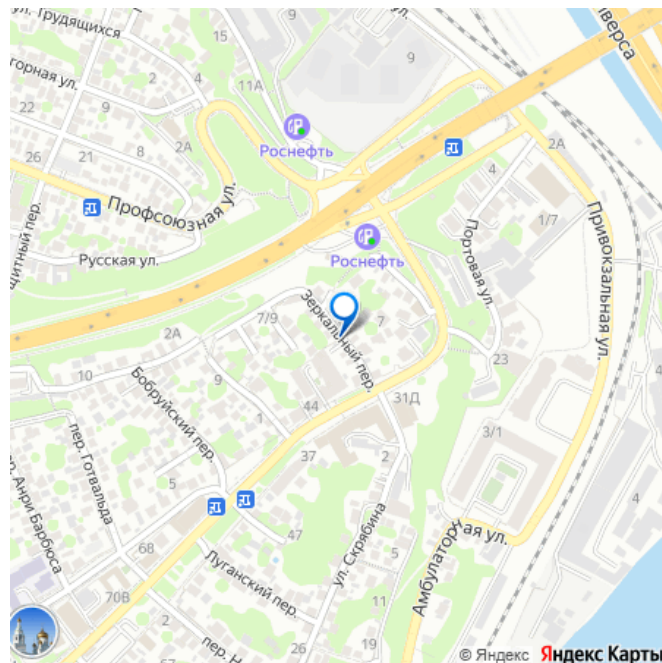 ул. Трудящихся
15
2
4
9
11А
горная ул.
22
9
8
21
2А
26
Роснефть
Профсоюзная ул.
Русская ул.
Роснефть
2А
4
1/7
Портовая ул.
Привокзальная ул.
2А
7/9
Зеркальный пер.
7
23
10
9
Бобруйский пер.
1
44
31Д
3/1
пер. Готвальда
5
37
2
47
ул. Скрябина
4
Анри Барбюса
68
5
Амбулаторная ул.
Луганский пер.
70В
11
26
19
© Яндекс Яндекс Карты